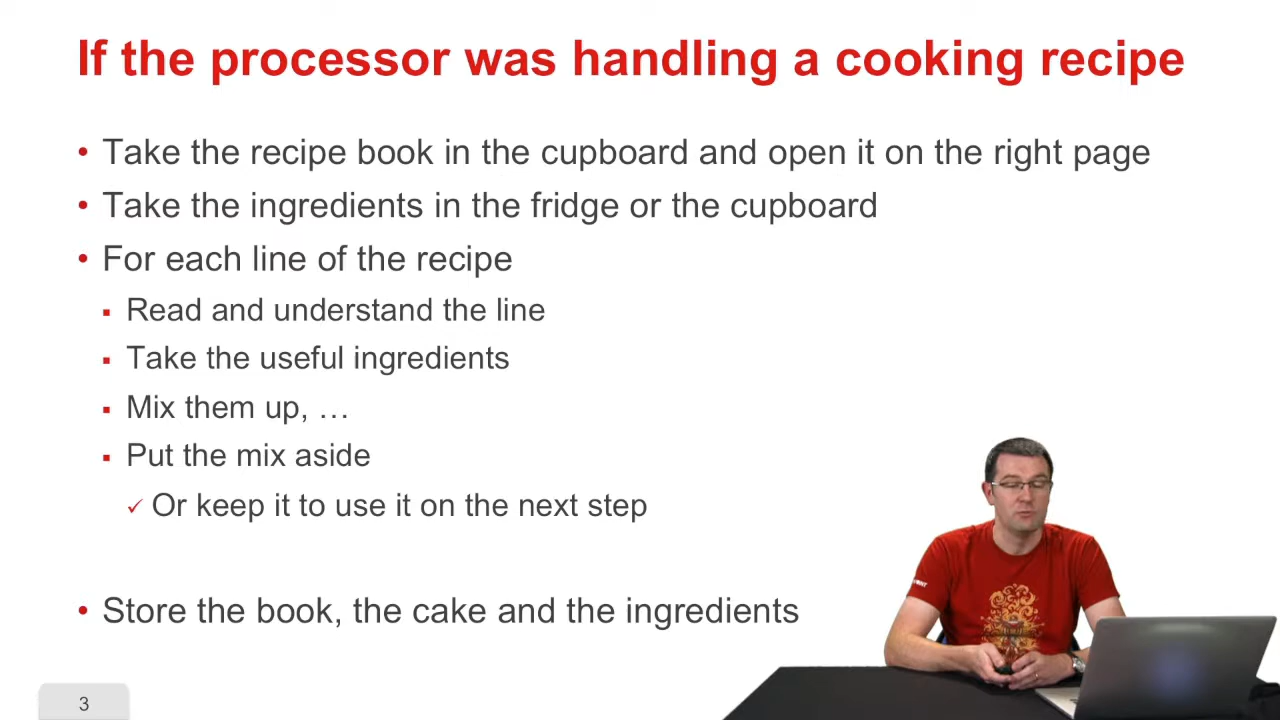 If the processor was handling a cooking recipe
• Take the recipe book in the cupboard and open it on the right page
• Take the ingredients in the fridge or the cupboard
• For each line of the recipe
▪ Read and understand the line
▪ Take the useful ingredients
▪ Mix them up, …
▪ Put the mix aside
✓ Or keep it to use it on the next step
• Store the book, the cake and the ingredients
3